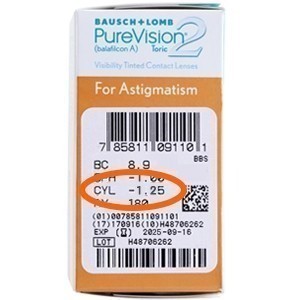 BAUSCH + LOMB
PureVision 2
(balafilcon A) Toric
Visibility Tinted Contact Lenses
For Astigmatism
7 85811 09110 1
BBS
BC 8.9
SPH -1.00
CYL -1.25
AX 180
(01)00785811091101
(17)170916(10)H48706262
EXP 2025-09-16
LOT H48706262